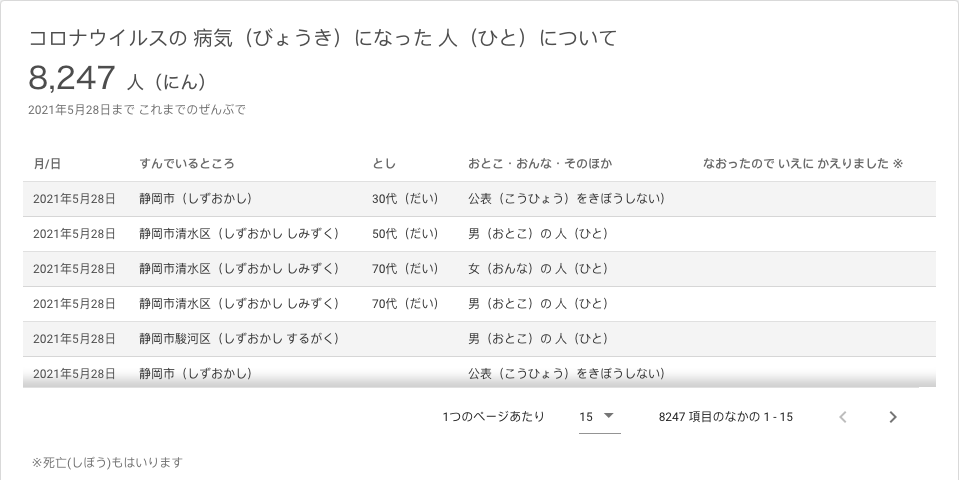 コロナウイルスの 病気（びょうき）になった 人（ひと）について
8,247 人（にん）
2021年5月28日まで これまでのぜんぶで
月/日 すんでいるところ とし おとこ・おんな・そのほか なおったので いえに かえりました ※
2021年5月28日 静岡市（しずおかし） 30代（だい） 公表（こうひょう）をきぼうしない）
2021年5月28日 静岡市清水区（しずおかし しみずく） 50代（だい） 男（おとこ）の 人（ひと）
2021年5月28日 静岡市清水区（しずおかし しみずく） 70代（だい） 女（おんな）の 人（ひと）
2021年5月28日 静岡市清水区（しずおかし しみずく） 70代（だい） 男（おとこ）の 人（ひと）
2021年5月28日 静岡市駿河区（しずおかし するがく） 男（おとこ）の 人（ひと）
2021年5月28日 静岡市（しずおかし） 公表（こうひょう）をきぼうしない）
1つのページあたり 15 8247 項目のなかの 1 - 15
※死亡(しぼう)もはいります